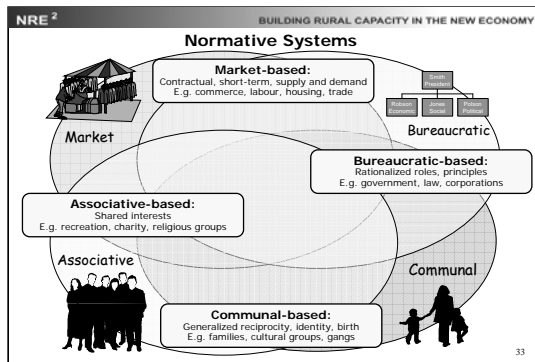 NRE 2
BUILDING RURAL CAPACITY IN THE NEW ECONOMY
Normative Systems
Market-based:
Contractual, short-term, supply and demand
E.g. commerce, labour, housing, trade
Smith
President
Robson
Economic
Jones
Social
Potson
Political
Market
Bureaucratic
Bureaucratic-based:
Rationalized roles, principles
E.g. government, law, corporations
Associative-based:
Shared interests
E.g. recreation, charity, religious groups
Associative
Communal
Communal-based:
Generalized reciprocity, identity, birth
E.g. families, cultural groups, gangs
33